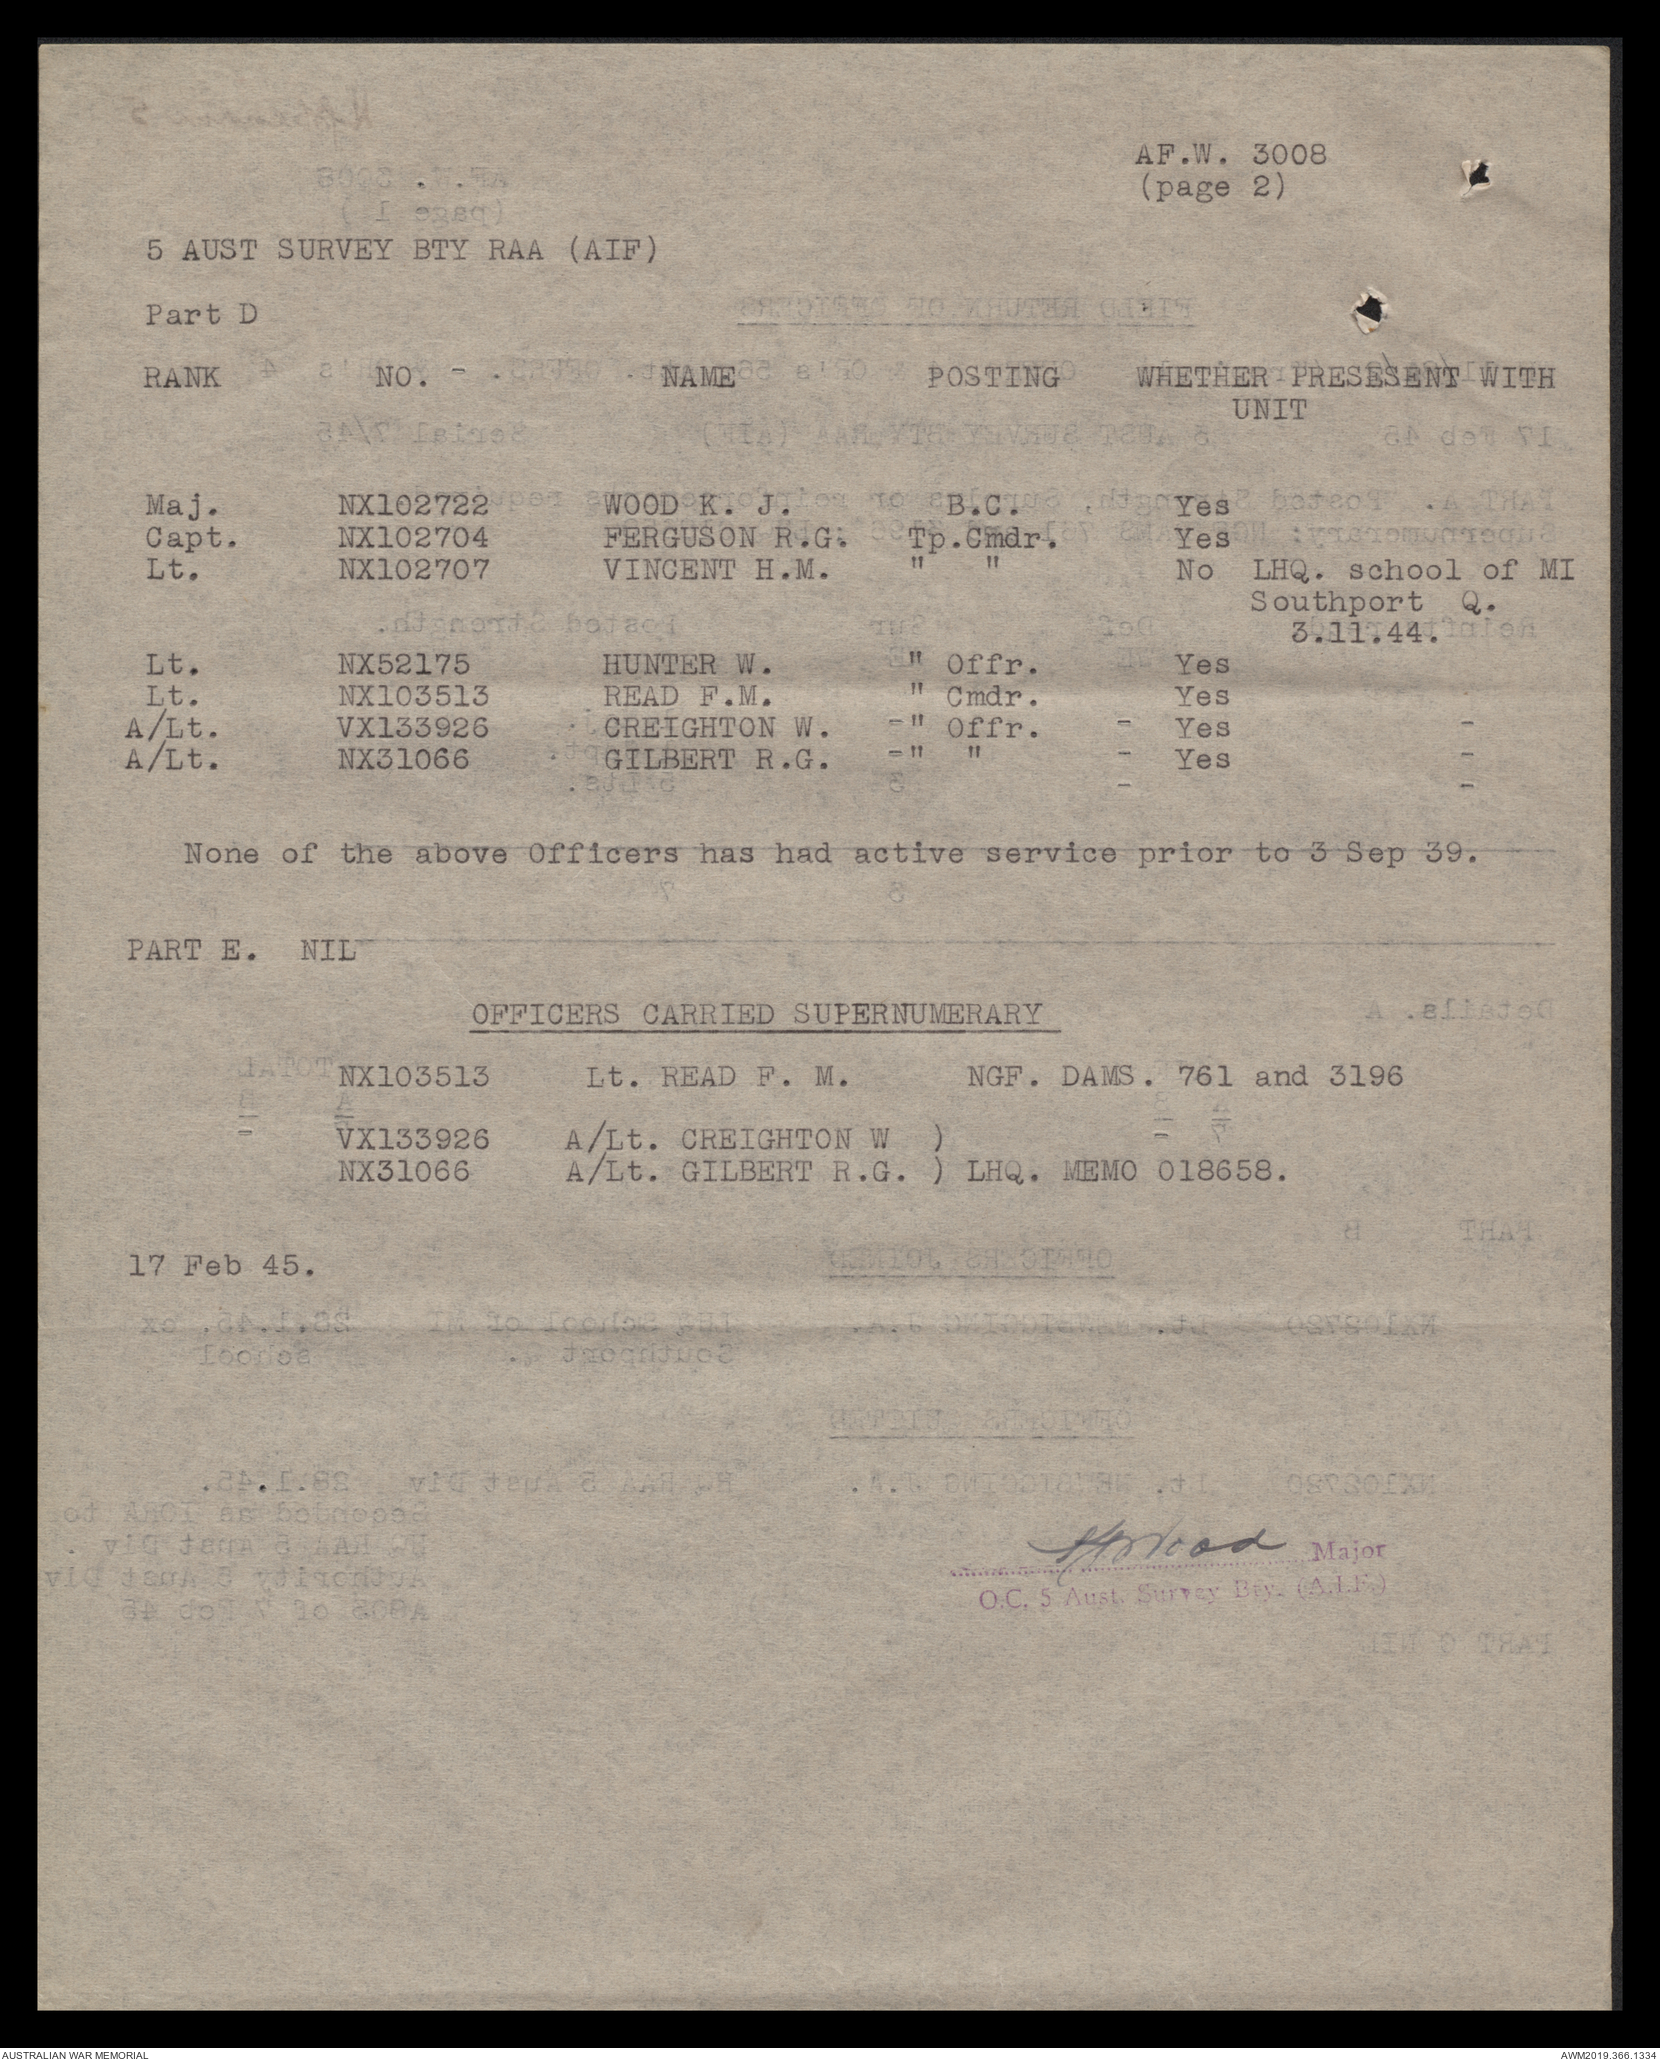 AF.W. 3008
(page 2)
5 AUST SURVEY BTY RAA (AIF)
Part D
RANK NO. - NAME POSTING WHETHER PRESESENT WITH
UNIT
Maj. NX102722 WOOD K. J. B.C. Yes
Capt. NX102704 FERGUSON R.G. Tp.Cmdr. Yes
Lt. NX102707 VINCENT H.M. " " No LHQ. school of MI
Southport Q.
3.11.44.
Lt. NX52175 HUNTER W. " Offr. Yes
Lt. NX103513 READ F.M. " Cmdr. Yes
A/Lt. VX133926 CREIGHTON W. " Offr. Yes
A/Lt. NX31066 GILBERT R.G. " " Yes
None of the above Officers has had active service prior to 3 Sep 39.
PART E. NIL
OFFICERS CARRIED SUPERNUMERARY
NX103513 Lt. READ F. M. NGF. DAMS. 761 and 3196
VX133926 A/Lt. CREIGHTON W )
NX31066 A/Lt. GILBERT R.G. ) LHQ. MEMO 018658.
17 Feb 45.
KJWood Major
O.C. 5 Aust. Survey Bty. (A.I.F.)
AUSTRALIAN WAR MEMORIAL AWM2019.366.1334